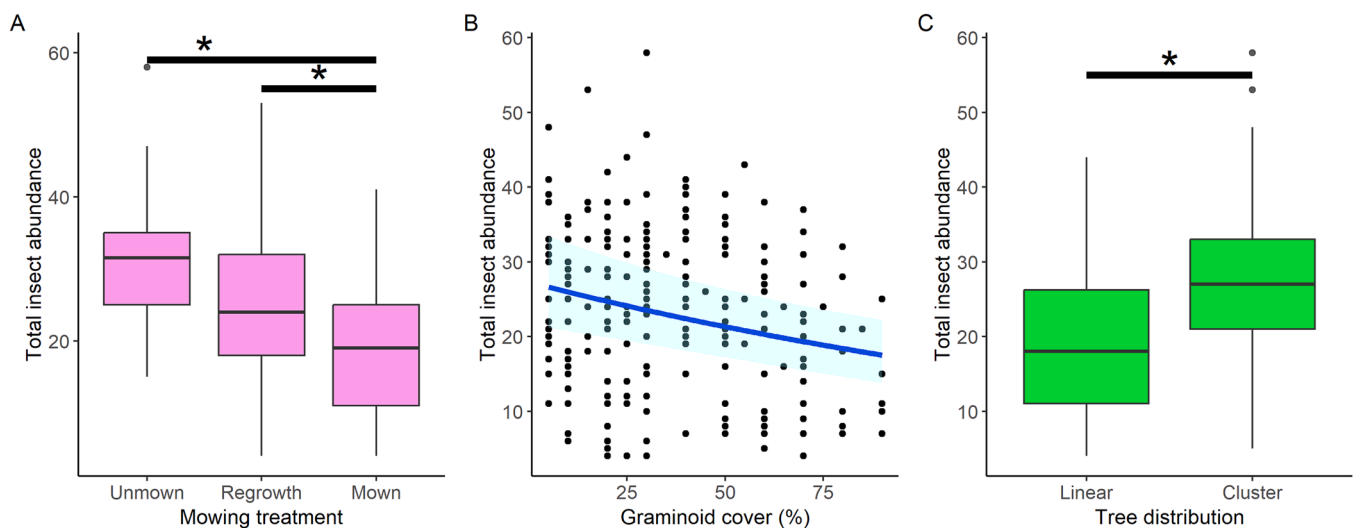 A
Total insect abundance
60
40
20
*
*
Unmown Regrowth Mown
Mowing treatment
B
Total insect abundance
60
50
40
30
20
10
25 50 75
Graminoid cover (%)
C
Total insect abundance
60
50
40
30
20
10
*
Linear Cluster
Tree distribution